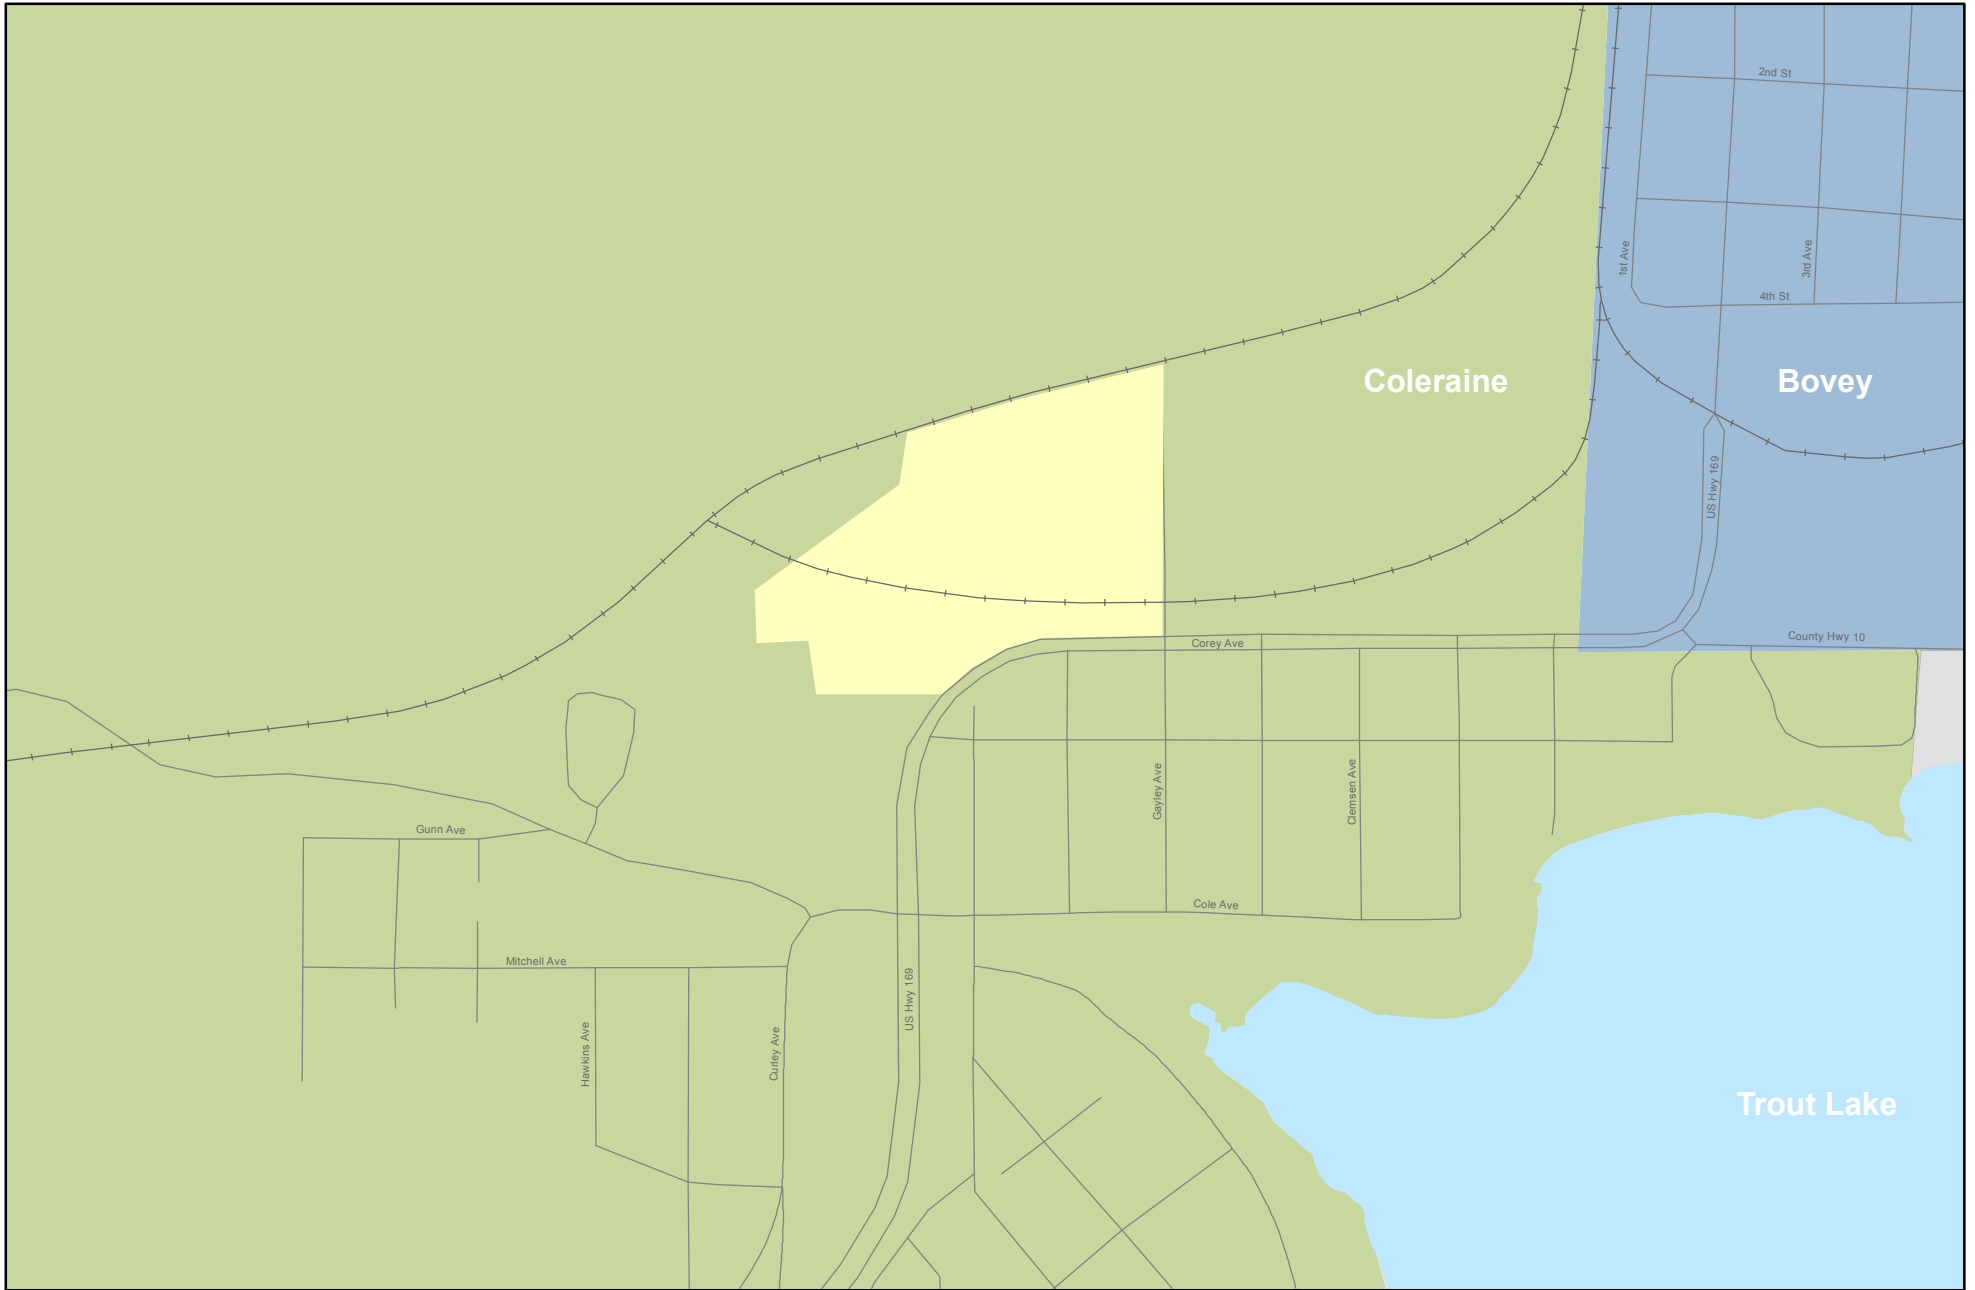 2nd St
1st Ave
3rd Ave
4th St
Coleraine
Bovey
US Hwy 169
County Hwy 10
Corey Ave
Gayley Ave
Clemsen Ave
Gunn Ave
Cole Ave
Mitchell Ave
US Hwy 169
Hawkins Ave
Curley Ave
Trout Lake